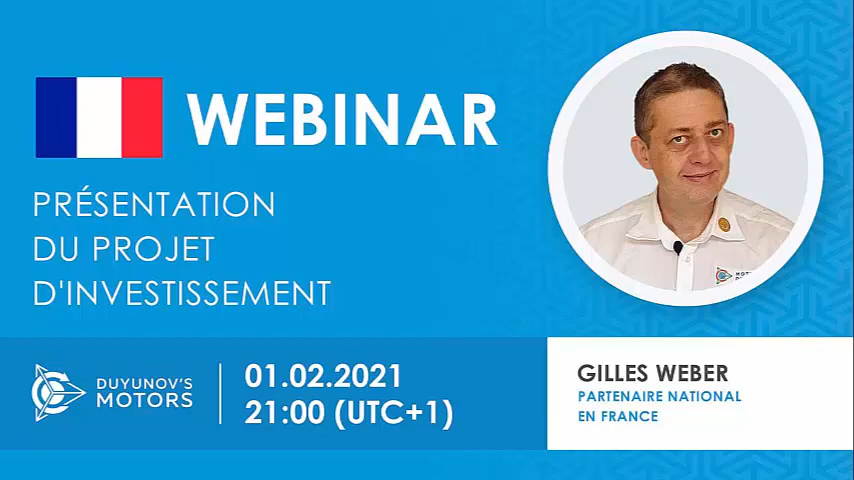 WEBINAR
PRÉSENTATION
DU PROJET
D'INVESTISSEMENT
DUYUNOV'S
MOTORS
01.02.2021
21:00 (UTC+1)
GILLES WEBER
PARTENAIRE NATIONAL
EN FRANCE